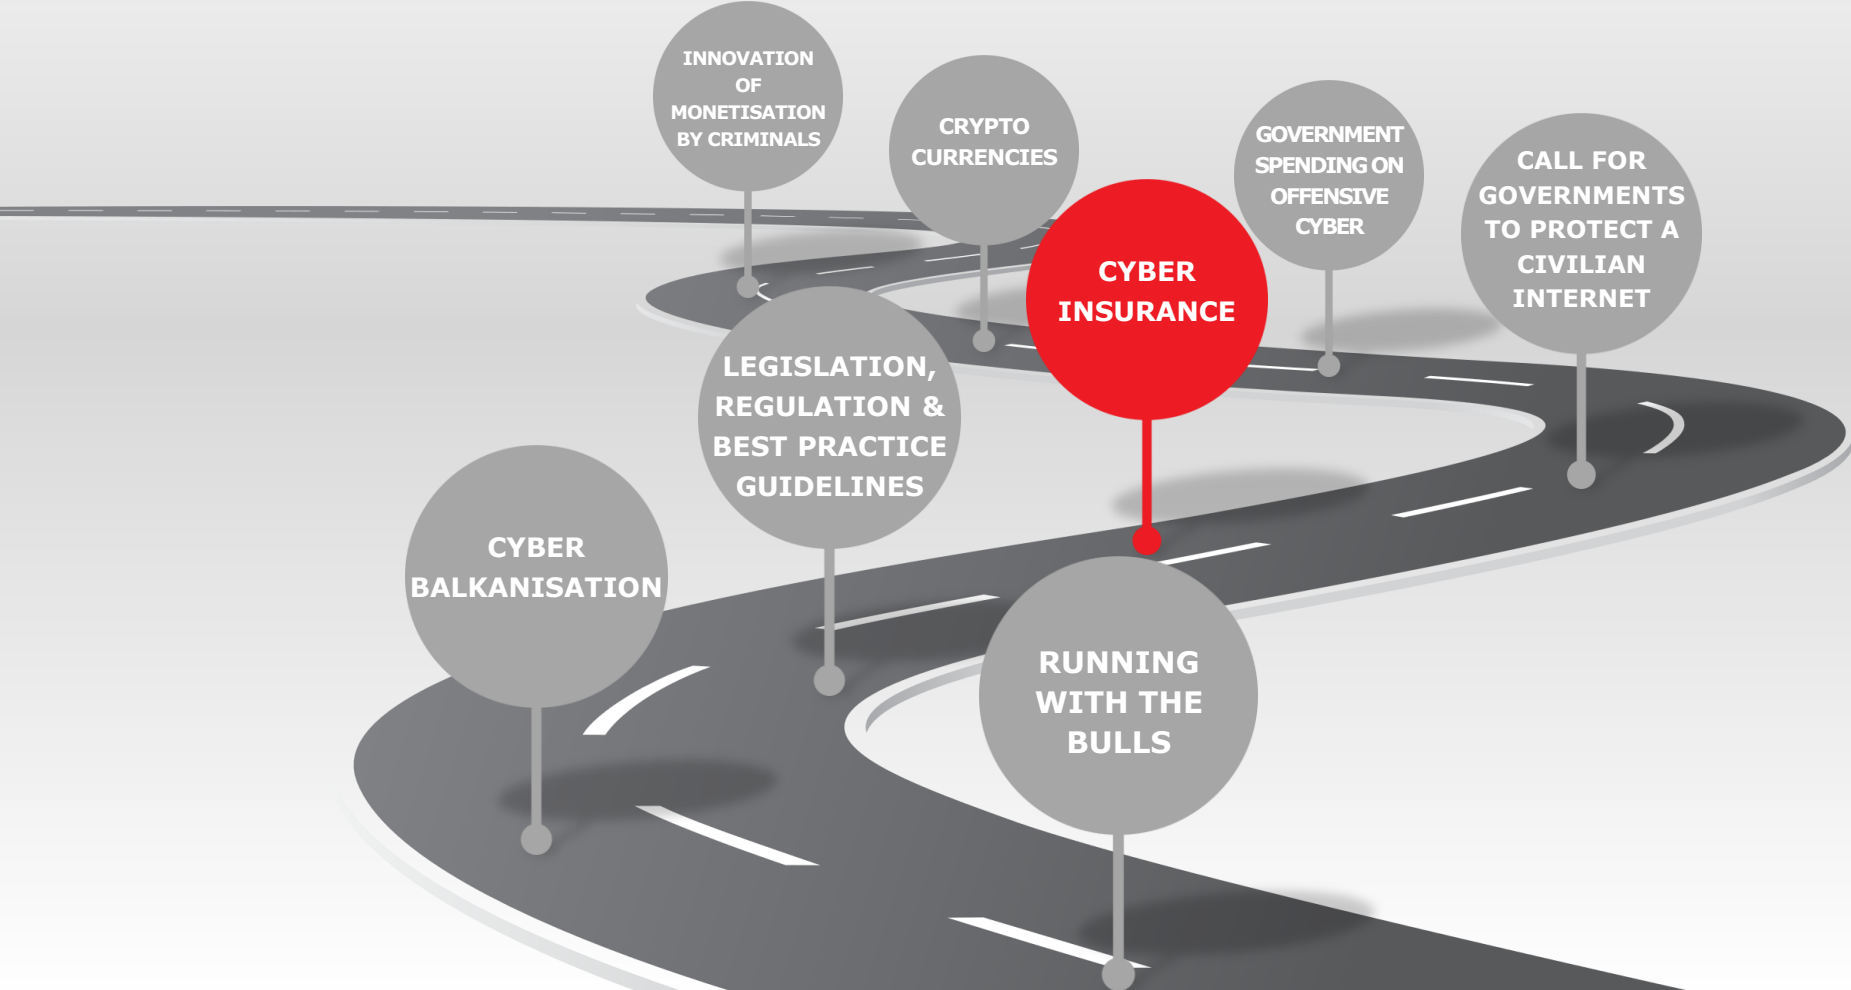 INNOVATION
OF
MONETISATION
BY CRIMINALS
CRYPTO
CURRENCIES
GOVERNMENT
SPENDING ON
OFFENSIVE
CYBER
CALL FOR
GOVERNMENTS
TO PROTECT A
CIVILIAN
INTERNET
CYBER
INSURANCE
LEGISLATION,
REGULATION &
BEST PRACTICE
GUIDELINES
CYBER
BALKANISATION
RUNNING
WITH THE
BULLS